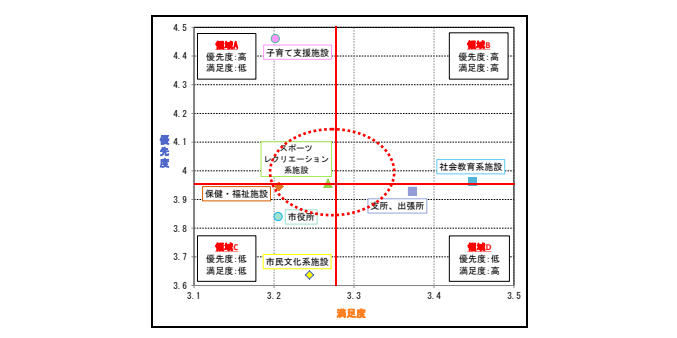 4.5
4.4
4.3
4.2
4.1
4
3.9
3.8
3.7
3.6
優先度
領域A
優先度：高
満足度：低
子育て支援施設
領域B
優先度：高
満足度：高
スポーツ
レクリエーション
系施設
社会教育系施設
保健・福祉施設
支所、出張所
市役所
領域C
優先度：低
満足度：低
市民文化系施設
領域D
優先度：低
満足度：高
3.1
3.2
3.3
3.4
3.5
満足度